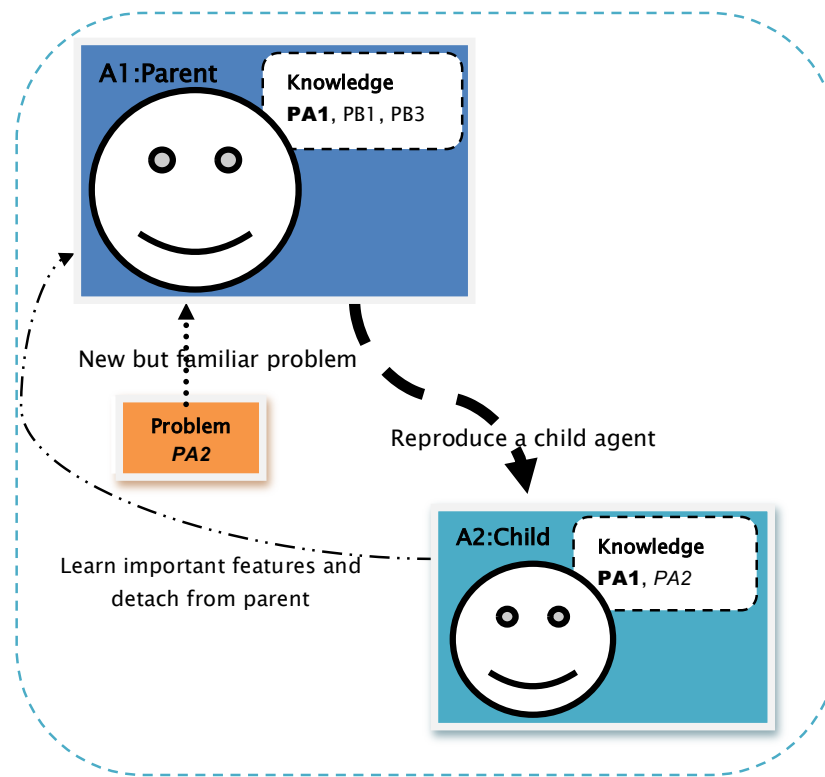 A1:Parent
Knowledge
PA1, PB1, PB3
New but familiar problem
Problem
PA2
Reproduce a child agent
A2:Child
Knowledge
PA1, PA2
Learn important features and
detach from parent